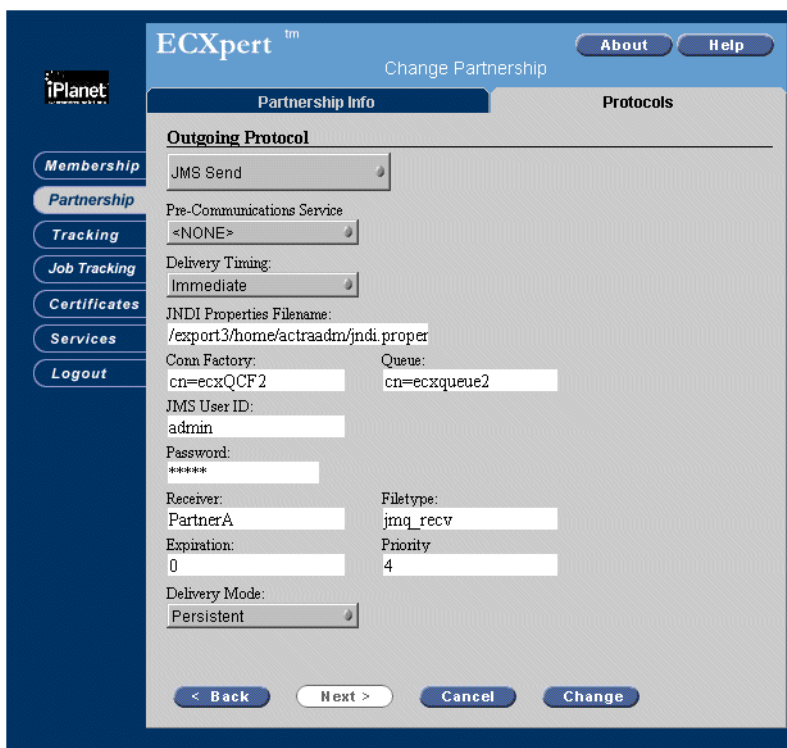 ECXpert tm
About Help
Change Partnership
iPlanet
Partnership Info Protocols
Outgoing Protocol
Membership
JMS Send
Partnership
Pre-Communications Service
Tracking
<NONE>
Job Tracking
Delivery Timing:
Immediate
Certificates
JNDI Properties Filename:
Services
/export3/home/actraadm/jndi.proper
Conn Factory: Queue:
Logout
cn=ecxQCF2 cn=ecxqueue2
JMS User ID:
admin
Password:
*****
Receiver: Filetype:
PartnerA jmq_recv
Expiration: Priority
0 4
Delivery Mode:
Persistent
< Back Next > Cancel Change